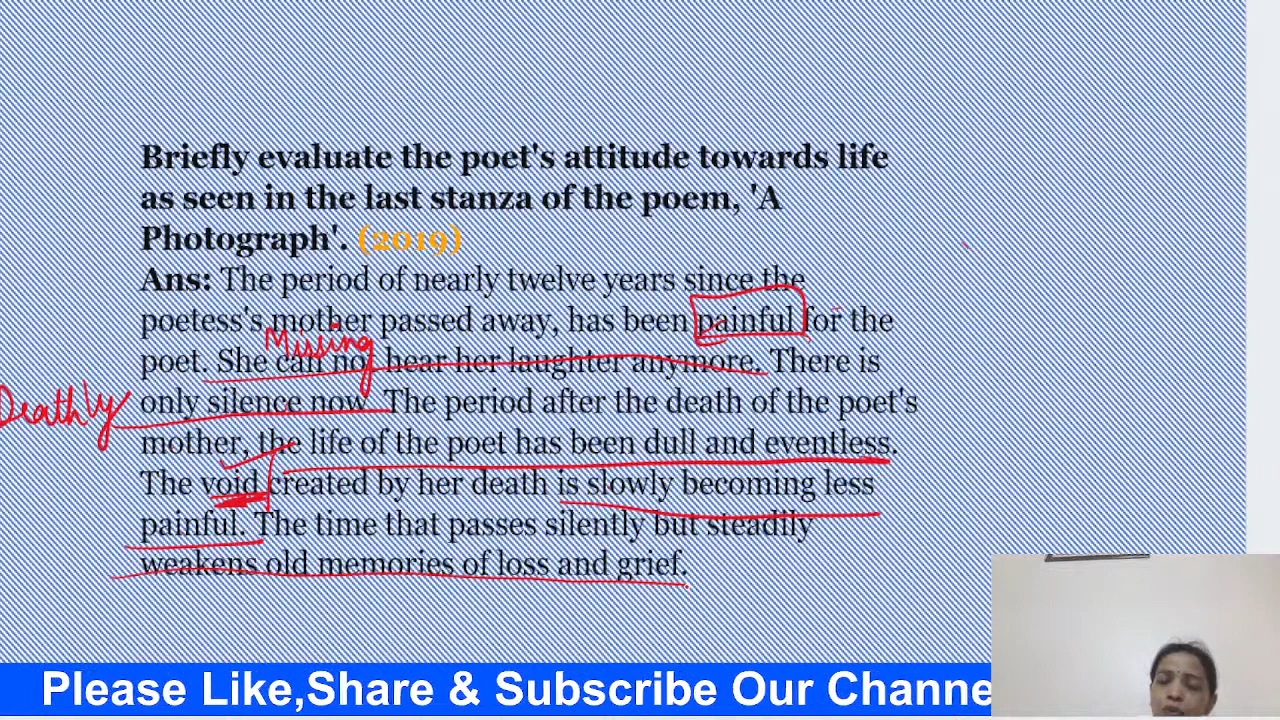 Briefly evaluate the poet's attitude towards life
as seen in the last stanza of the poem, 'A
Photograph'. (2019)
Ans: The period of nearly twelve years since the
poetess's mother passed away, has been painful for the
Missing
poet. She can not hear her laughter anymore. There is
Deathly
only silence now. The period after the death of the poet's
mother, the life of the poet has been dull and eventless.
The void created by her death is slowly becoming less
painful. The time that passes silently but steadily
weakens old memories of loss and grief.
Please Like,Share & Subscribe Our Channe